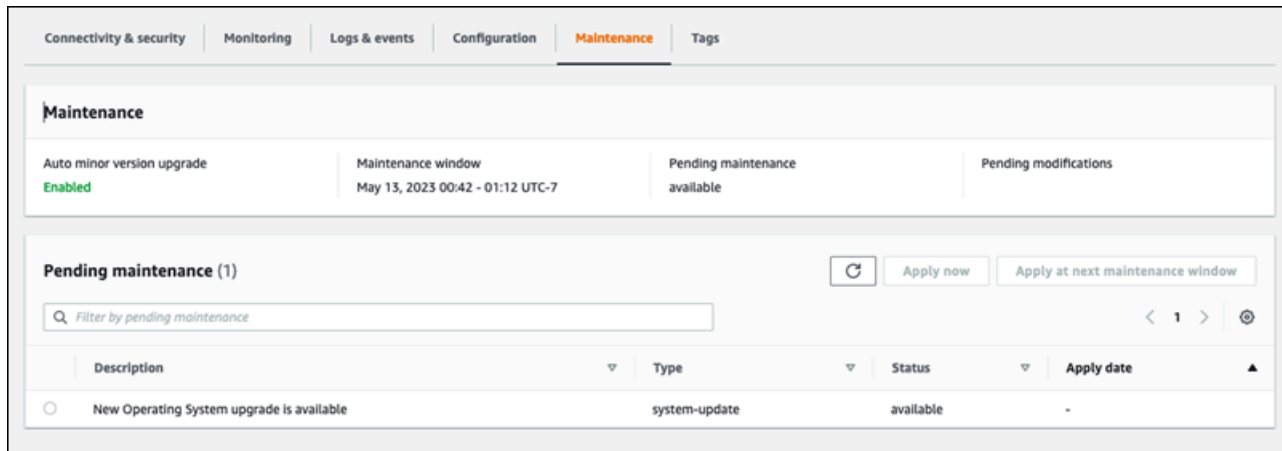 Connectivity & security Monitoring Logs & events Configuration Maintenance Tags
Maintenance
Auto minor version upgrade Maintenance window Pending maintenance Pending modifications
Enabled May 13, 2023 00:42 - 01:12 UTC-7 available
Pending maintenance (1) Apply now Apply at next maintenance window
Filter by pending maintenance 1
Description Type Status Apply date
New Operating System upgrade is available system-update available -